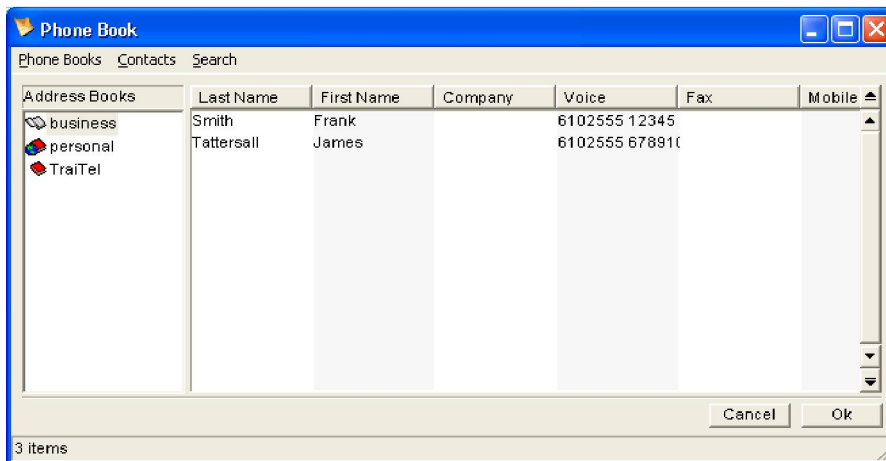 Phone Book
Phone Books Contacts Search
Address Books Last Name First Name Company Voice Fax Mobile
business Smith Frank 6102555 12345
personal Tattersall James 6102555 678910
TraiTel
Cancel Ok
3 items